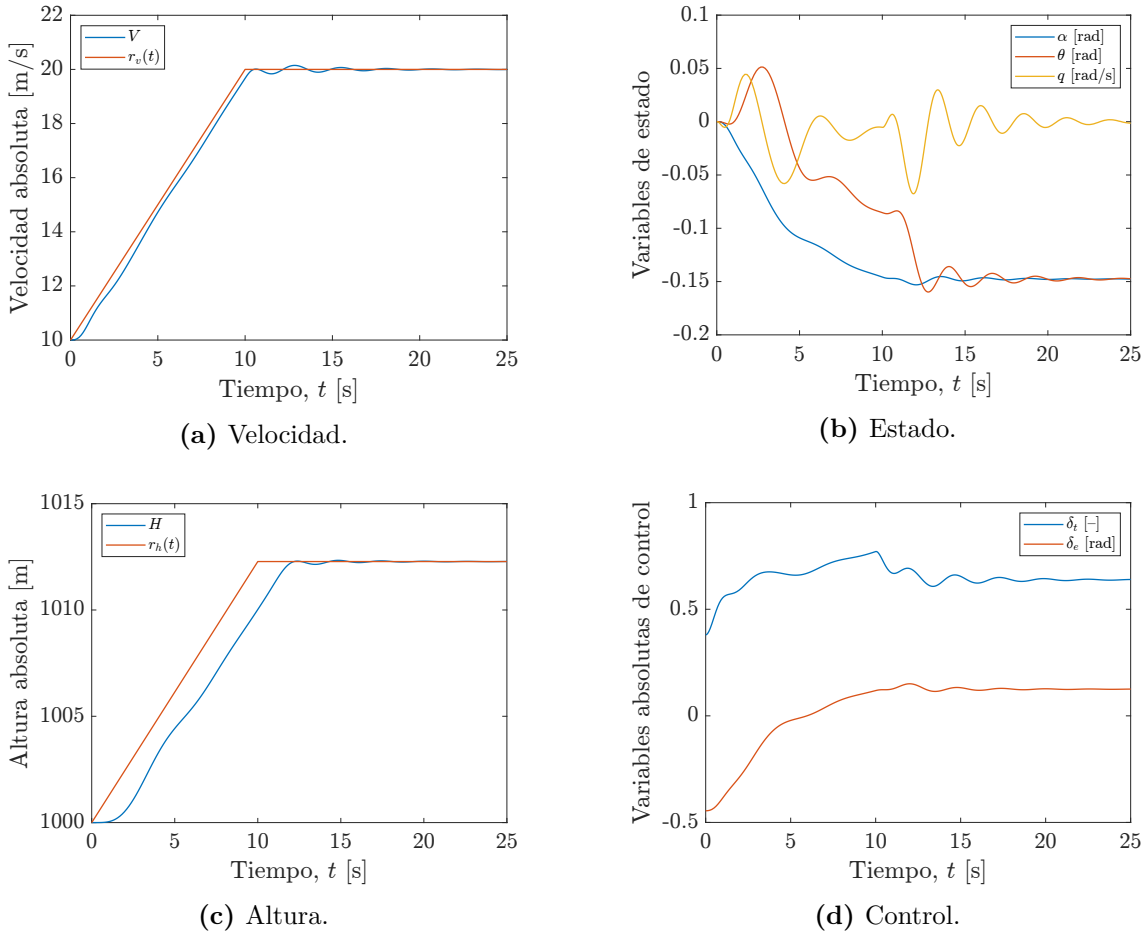 22
20
18
16
14
12
10
Velocidad absoluta [m/s]
V
r_v(t)
0 5 10 15 20 25
Tiempo, t [s]
(a) Velocidad.
0.1
0.05
0
-0.05
-0.1
-0.15
-0.2
Variables de estado
α [rad]
θ [rad]
q [rad/s]
0 5 10 15 20 25
Tiempo, t [s]
(b) Estado.
1015
1010
1005
1000
Altura absoluta [m]
H
r_h(t)
0 5 10 15 20 25
Tiempo, t [s]
(c) Altura.
1
0.5
0
-0.5
Variables absolutas de control
δ_t [–]
δ_e [rad]
0 5 10 15 20 25
Tiempo, t [s]
(d) Control.